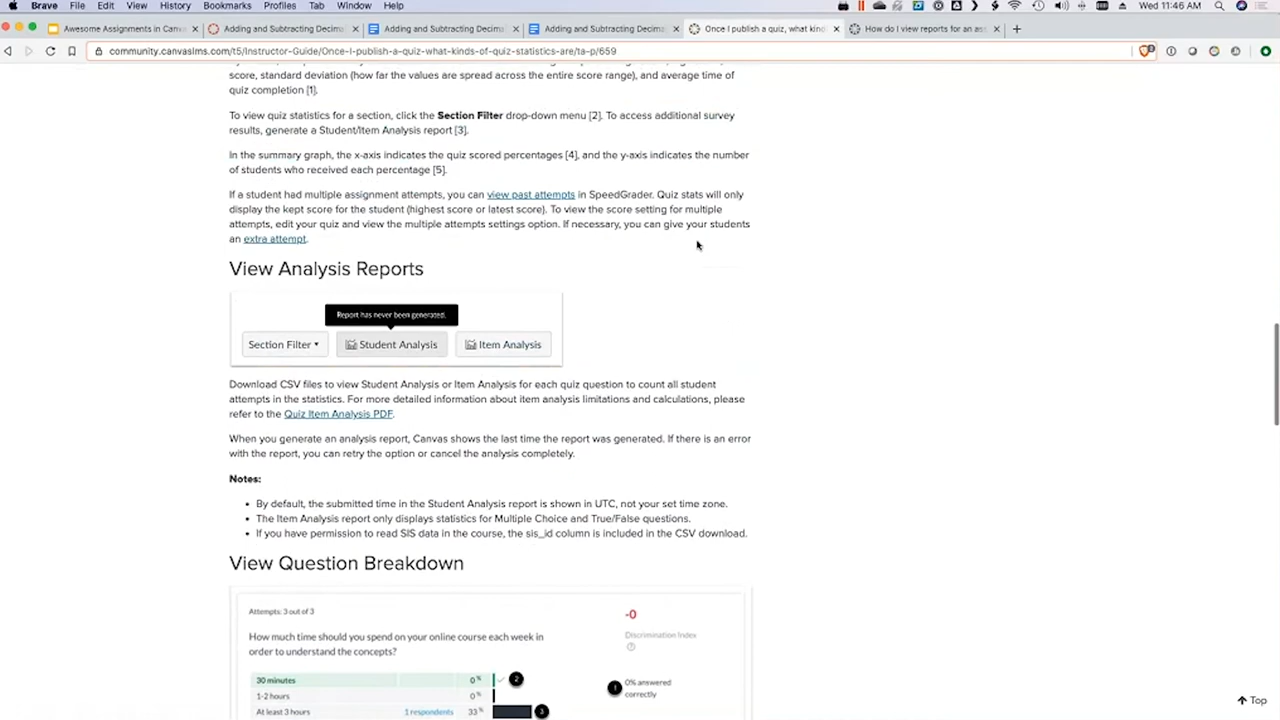 Brave File Edit View History Bookmarks Profiles Tab Window Help Wed 11:46 AM
Awesome Assignments in Canva Adding and Subtracting Decima Adding and Subtracting Decima Adding and Subtracting Decima Once I publish a quiz, what kind How do I view reports for an as
community.canvaslms.com/t5/Instructor-Guide/Once-I-publish-a-quiz-what-kinds-of-quiz-statistics-are/ta-p/659
score, standard deviation (how far the values are spread across the entire score range), and average time of
quiz completion [1].
To view quiz statistics for a section, click the Section Filter drop-down menu [2]. To access additional survey
results, generate a Student/Item Analysis report [3].
In the summary graph, the x-axis indicates the quiz scored percentages [4], and the y-axis indicates the number
of students who received each percentage [5].
If a student had multiple assignment attempts, you can view past attempts in SpeedGrader. Quiz stats will only
display the kept score for the student (highest score or latest score). To view the score setting for multiple
attempts, edit your quiz and view the multiple attempts settings option. If necessary, you can give your students
an extra attempt.
View Analysis Reports
Report has never been generated.
Section Filter Student Analysis Item Analysis
Download CSV files to view Student Analysis or Item Analysis for each quiz question to count all student
attempts in the statistics. For more detailed information about item analysis limitations and calculations, please
refer to the Quiz Item Analysis PDF.
When you generate an analysis report, Canvas shows the last time the report was generated. If there is an error
with the report, you can retry the option or cancel the analysis completely.
Notes:
• By default, the submitted time in the Student Analysis report is shown in UTC, not your set time zone.
• The Item Analysis report only displays statistics for Multiple Choice and True/False questions.
• If you have permission to read SIS data in the course, the sis_id column is included in the CSV download.
View Question Breakdown
Attempts: 3 out of 3
-0
How much time should you spend on your online course each week in
order to understand the concepts?
Discrimination Index
30 minutes 0% 2
1-2 hours 0%
At least 3 hours 1 respondents 33% 3
1 0% answered
correctly
Top